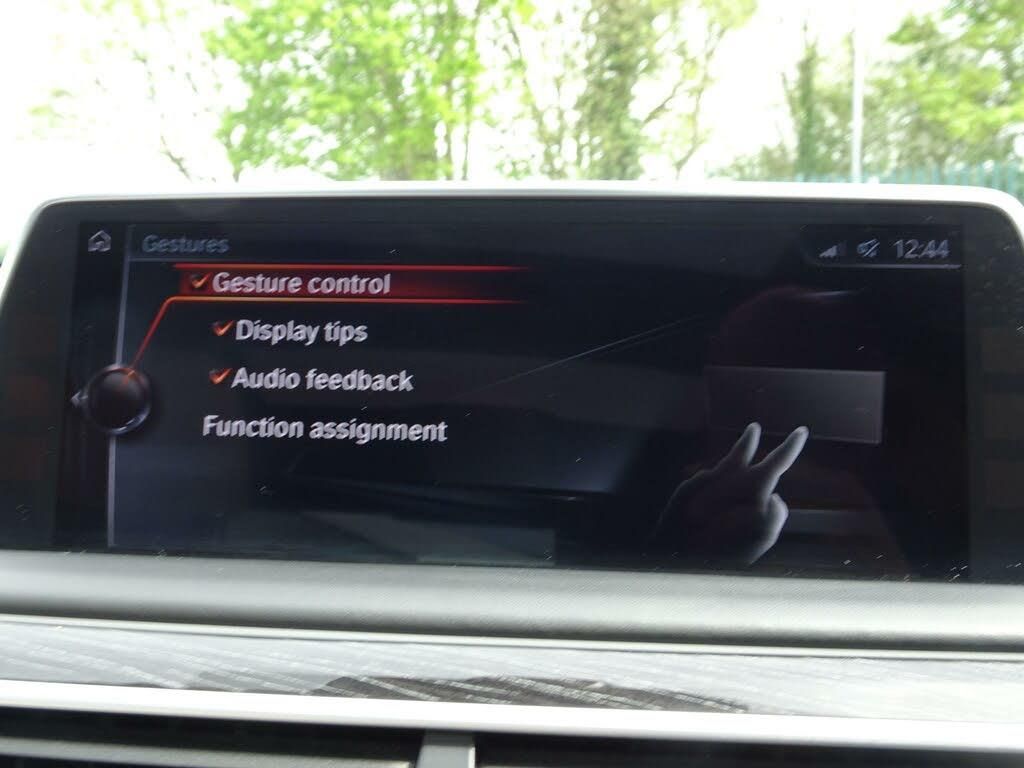 Gestures
12:44
Gesture control
Display tips
Audio feedback
Function assignment